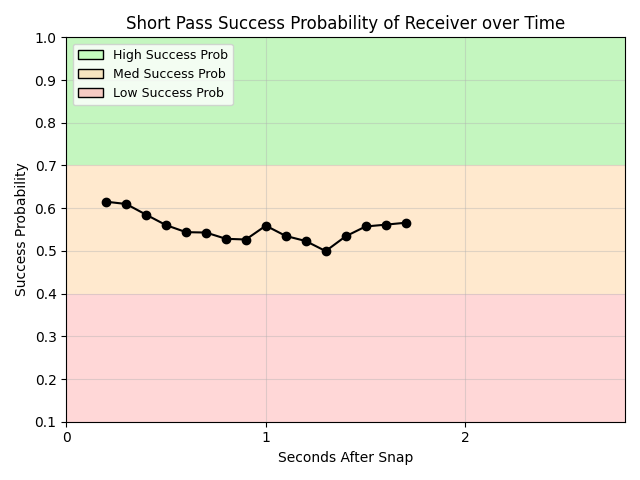 Short Pass Success Probability of Receiver over Time
1.0
High Success Prob
Med Success Prob
Low Success Prob
0.9
0.8
0.7
0.6
0.5
0.4
0.3
0.2
0.1
Success Probability
0 1 2
Seconds After Snap